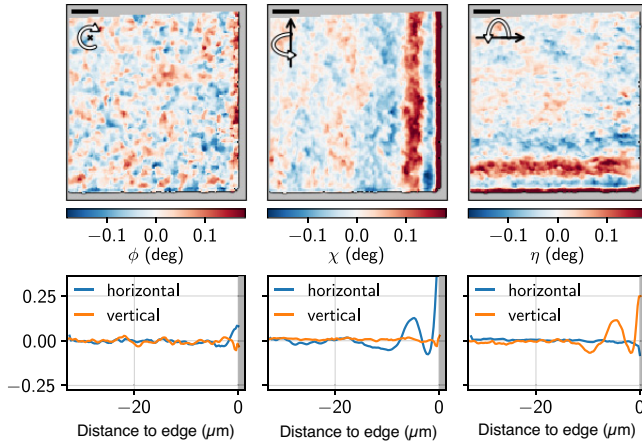 −0.1 0.0 0.1
ϕ (deg)
−0.1 0.0 0.1
χ (deg)
−0.1 0.0 0.1
η (deg)
0.25
0.00
−0.25
horizontal
vertical
−20 0
Distance to edge (μm)
horizontal
vertical
−20 0
Distance to edge (μm)
horizontal
vertical
−20 0
Distance to edge (μm)